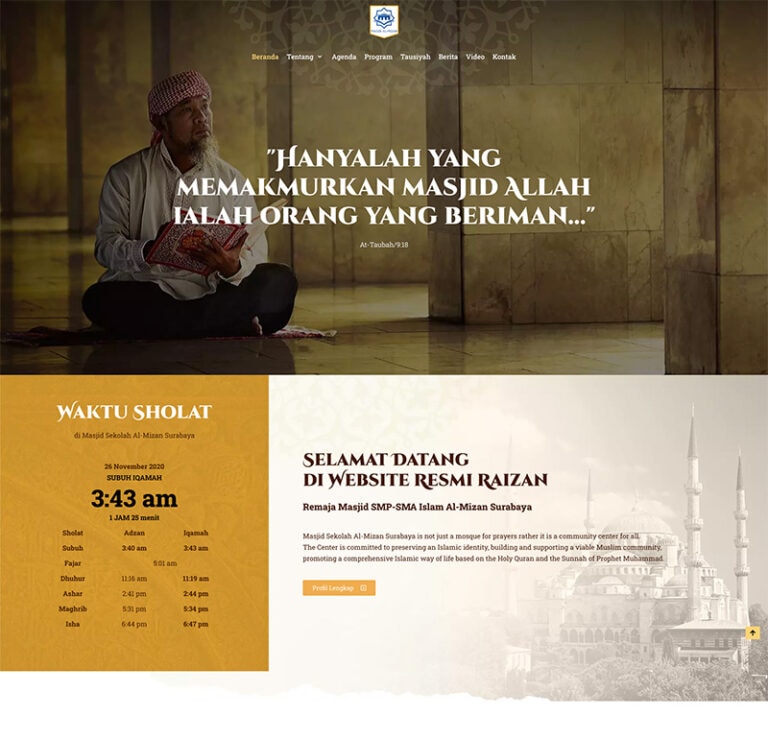 Beranda Tentang Agenda Program Tausiyah Berita Video Kontak
"Hanyalah yang
memakmurkan masjid Allah
ialah orang yang beriman..."
At-Taubah/9:18
Waktu Sholat
di Masjid Sekolah Al-Mizan Surabaya
26 November 2020
SUBUH IQAMAH
3:43 am
1 JAM 25 menit
Sholat Adzan Iqamah
Subuh 3:40 am 3:43 am
Fajar 5:01 am
Dhuhur 11:16 am 11:19 am
Ashar 2:41 pm 2:44 pm
Maghrib 5:31 pm 5:34 pm
Isha 6:44 pm 6:47 pm
Selamat Datang
di Website Resmi Raizan
Remaja Masjid SMP-SMA Islam Al-Mizan Surabaya
Masjid Sekolah Al-Mizan Surabaya is not just a mosque for prayers rather it is a community center for all.
The Center is committed to preserving an Islamic identity, building and supporting a viable Muslim community,
promoting a comprehensive Islamic way of life based on the Holy Quran and the Sunnah of Prophet Muhammad.
Profil Lengkap